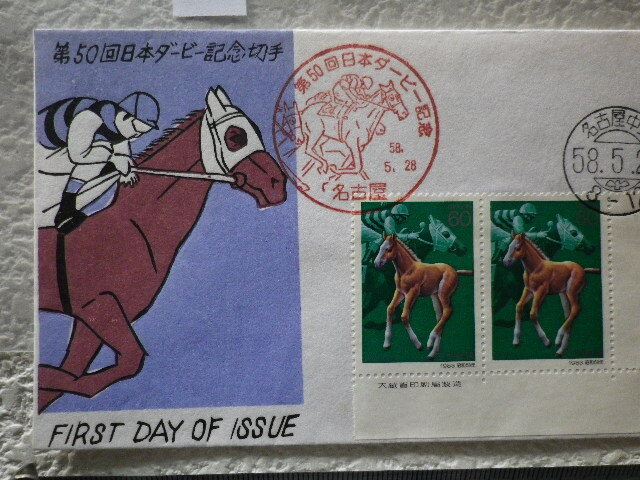 第50回日本ダービー記念切手
第50回日本ダービー記念
58.
5.28
名古屋
名古屋中
58.5.2
60
FIRST DAY OF ISSUE
大蔵省印刷局製造
1983
1983